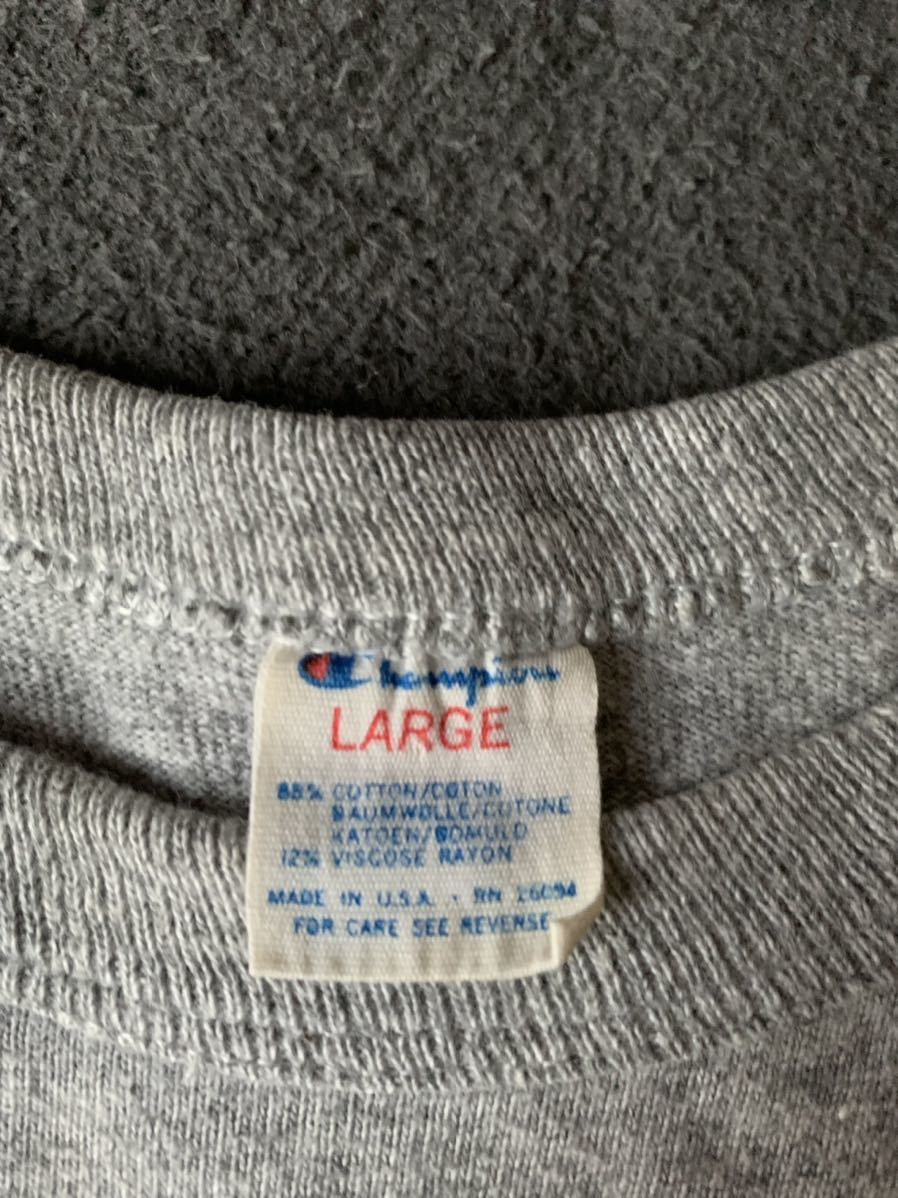 Champion
LARGE
88% COTTON/COTON
BAUMWOLLE/COTONE
KATOEN/BOMULD
12% VISCOSE RAYON
MADE IN U.S.A. • RN 26094
FOR CARE SEE REVERSE